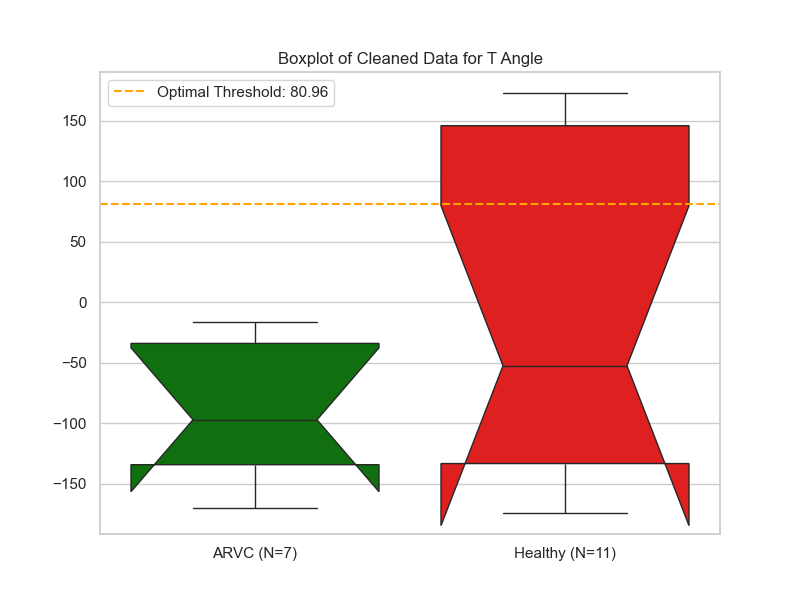 Boxplot of Cleaned Data for T Angle
Optimal Threshold: 80.96
150
100
50
0
−50
−100
−150
ARVC (N=7)
Healthy (N=11)